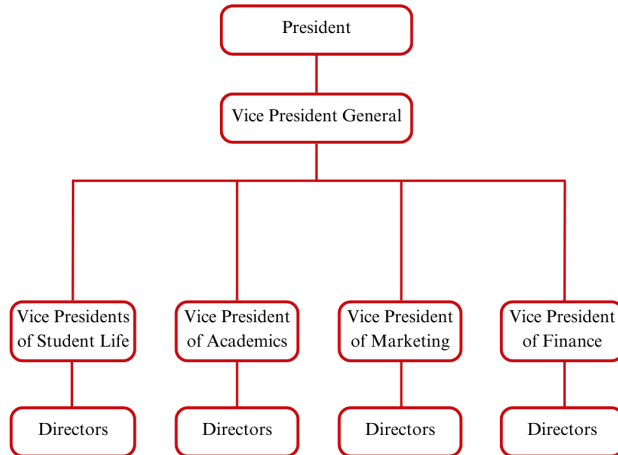 President
Vice President General
Vice Presidents
of Student Life
Vice President
of Academics
Vice President
of Marketing
Vice President
of Finance
Directors
Directors
Directors
Directors